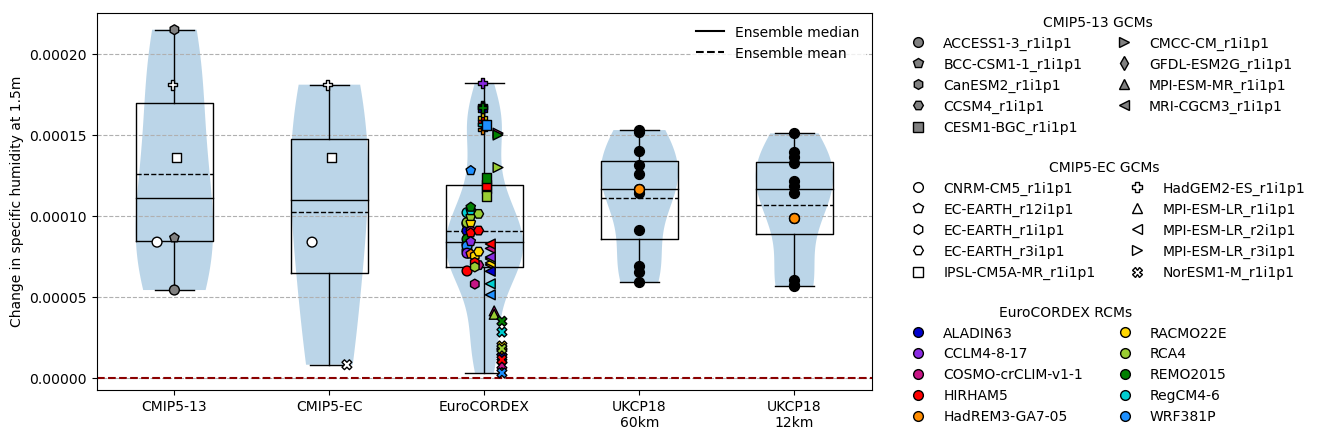 Change in specific humidity at 1.5m
0.00020
0.00015
0.00010
0.00005
0.00000
CMIP5-13
CMIP5-EC
EuroCORDEX
UKCP18
60km
UKCP18
12km
Ensemble median
Ensemble mean
CMIP5-13 GCMs
ACCESS1-3_r1i1p1
BCC-CSM1-1_r1i1p1
CanESM2_r1i1p1
CCSM4_r1i1p1
CESM1-BGC_r1i1p1
CMCC-CM_r1i1p1
GFDL-ESM2G_r1i1p1
MPI-ESM-MR_r1i1p1
MRI-CGCM3_r1i1p1
CMIP5-EC GCMs
CNRM-CM5_r1i1p1
EC-EARTH_r12i1p1
EC-EARTH_r1i1p1
EC-EARTH_r3i1p1
IPSL-CM5A-MR_r1i1p1
HadGEM2-ES_r1i1p1
MPI-ESM-LR_r1i1p1
MPI-ESM-LR_r2i1p1
MPI-ESM-LR_r3i1p1
NorESM1-M_r1i1p1
EuroCORDEX RCMs
ALADIN63
CCLM4-8-17
COSMO-crCLIM-v1-1
HIRHAM5
HadREM3-GA7-05
RACMO22E
RCA4
REMO2015
RegCM4-6
WRF381P